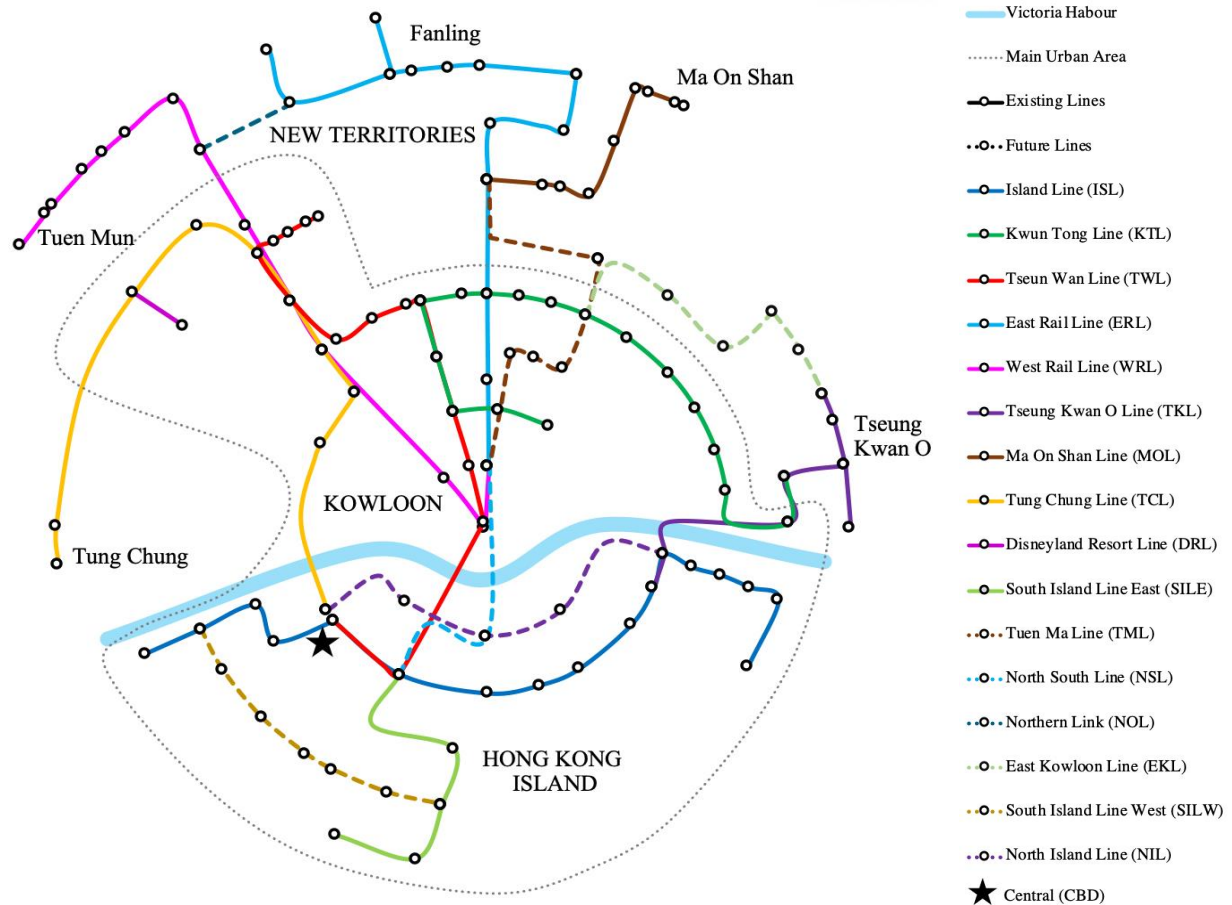 Fanling
Ma On Shan
NEW TERRITORIES
Tuen Mun
Tseung
Kwan O
KOWLOON
Tung Chung
HONG KONG
ISLAND
Victoria Habour
Main Urban Area
Existing Lines
Future Lines
Island Line (ISL)
Kwun Tong Line (KTL)
Tseun Wan Line (TWL)
East Rail Line (ERL)
West Rail Line (WRL)
Tseung Kwan O Line (TKL)
Ma On Shan Line (MOL)
Tung Chung Line (TCL)
Disneyland Resort Line (DRL)
South Island Line East (SILE)
Tuen Ma Line (TML)
North South Line (NSL)
Northern Link (NOL)
East Kowloon Line (EKL)
South Island Line West (SILW)
North Island Line (NIL)
Central (CBD)